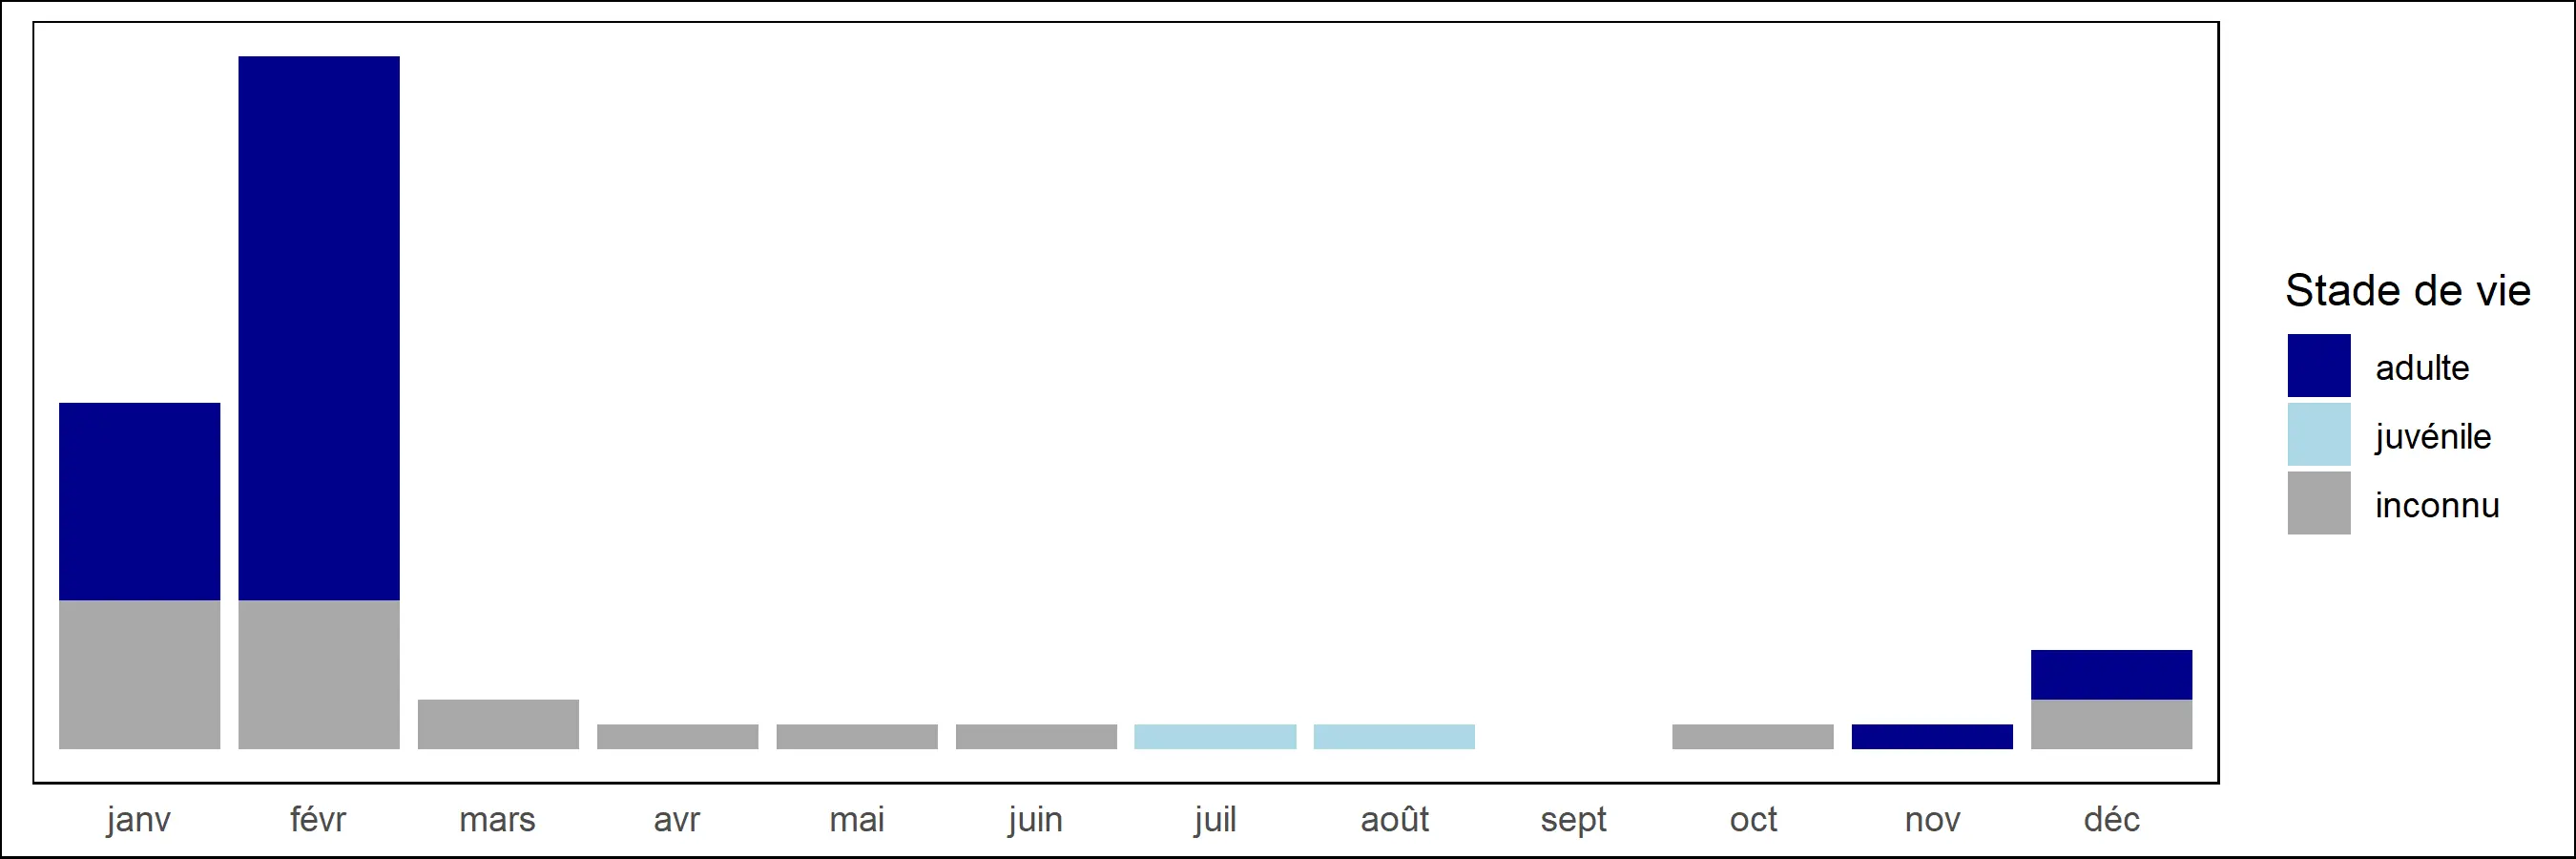 Stade de vie
adulte
juvénile
inconnu
janv févr mars avr mai juin juil août sept oct nov déc